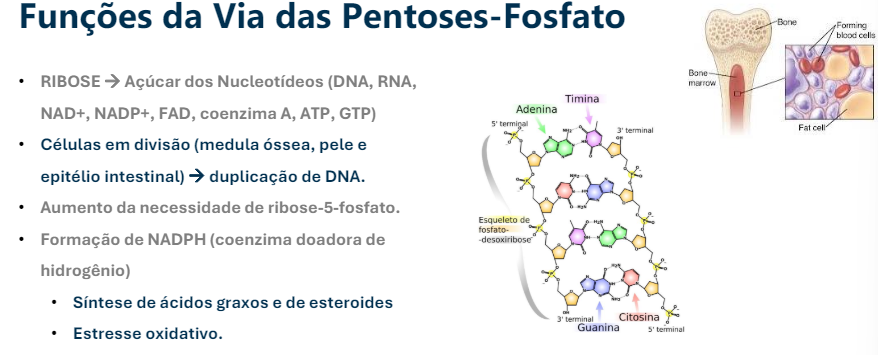 Funções da Via das Pentoses-Fosfato
• RIBOSE → Açúcar dos Nucleotídeos (DNA, RNA,
NAD+, NADP+, FAD, coenzima A, ATP, GTP)
• Células em divisão (medula óssea, pele e
epitélio intestinal) → duplicação de DNA.
• Aumento da necessidade de ribose-5-fosfato.
• Formação de NADPH (coenzima doadora de
hidrogênio)
• Síntese de ácidos graxos e de esteroides
• Estresse oxidativo.
Timina
Adenina
5' terminal
3' terminal
Esqueleto de
fosfato-
-desoxiribose
3' terminal
Guanina
Citosina
5' terminal
Bone
Forming
blood cells
Bone
marrow
Fat cell